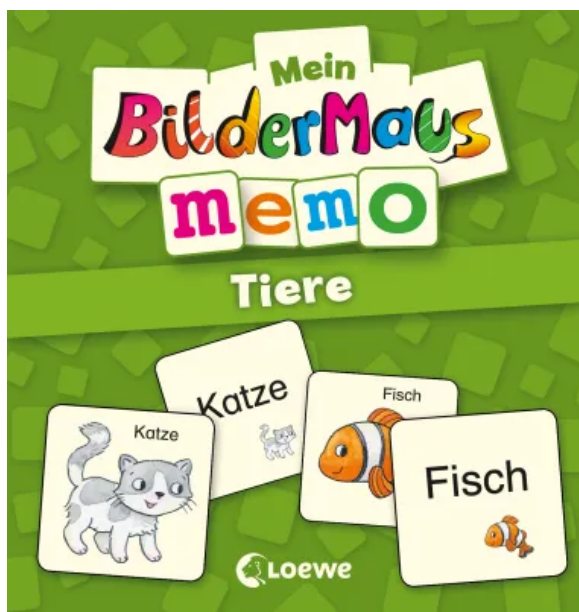 Mein
BilderMaus
memo
Tiere
Katze
Fisch
Katze
Fisch
Loewe